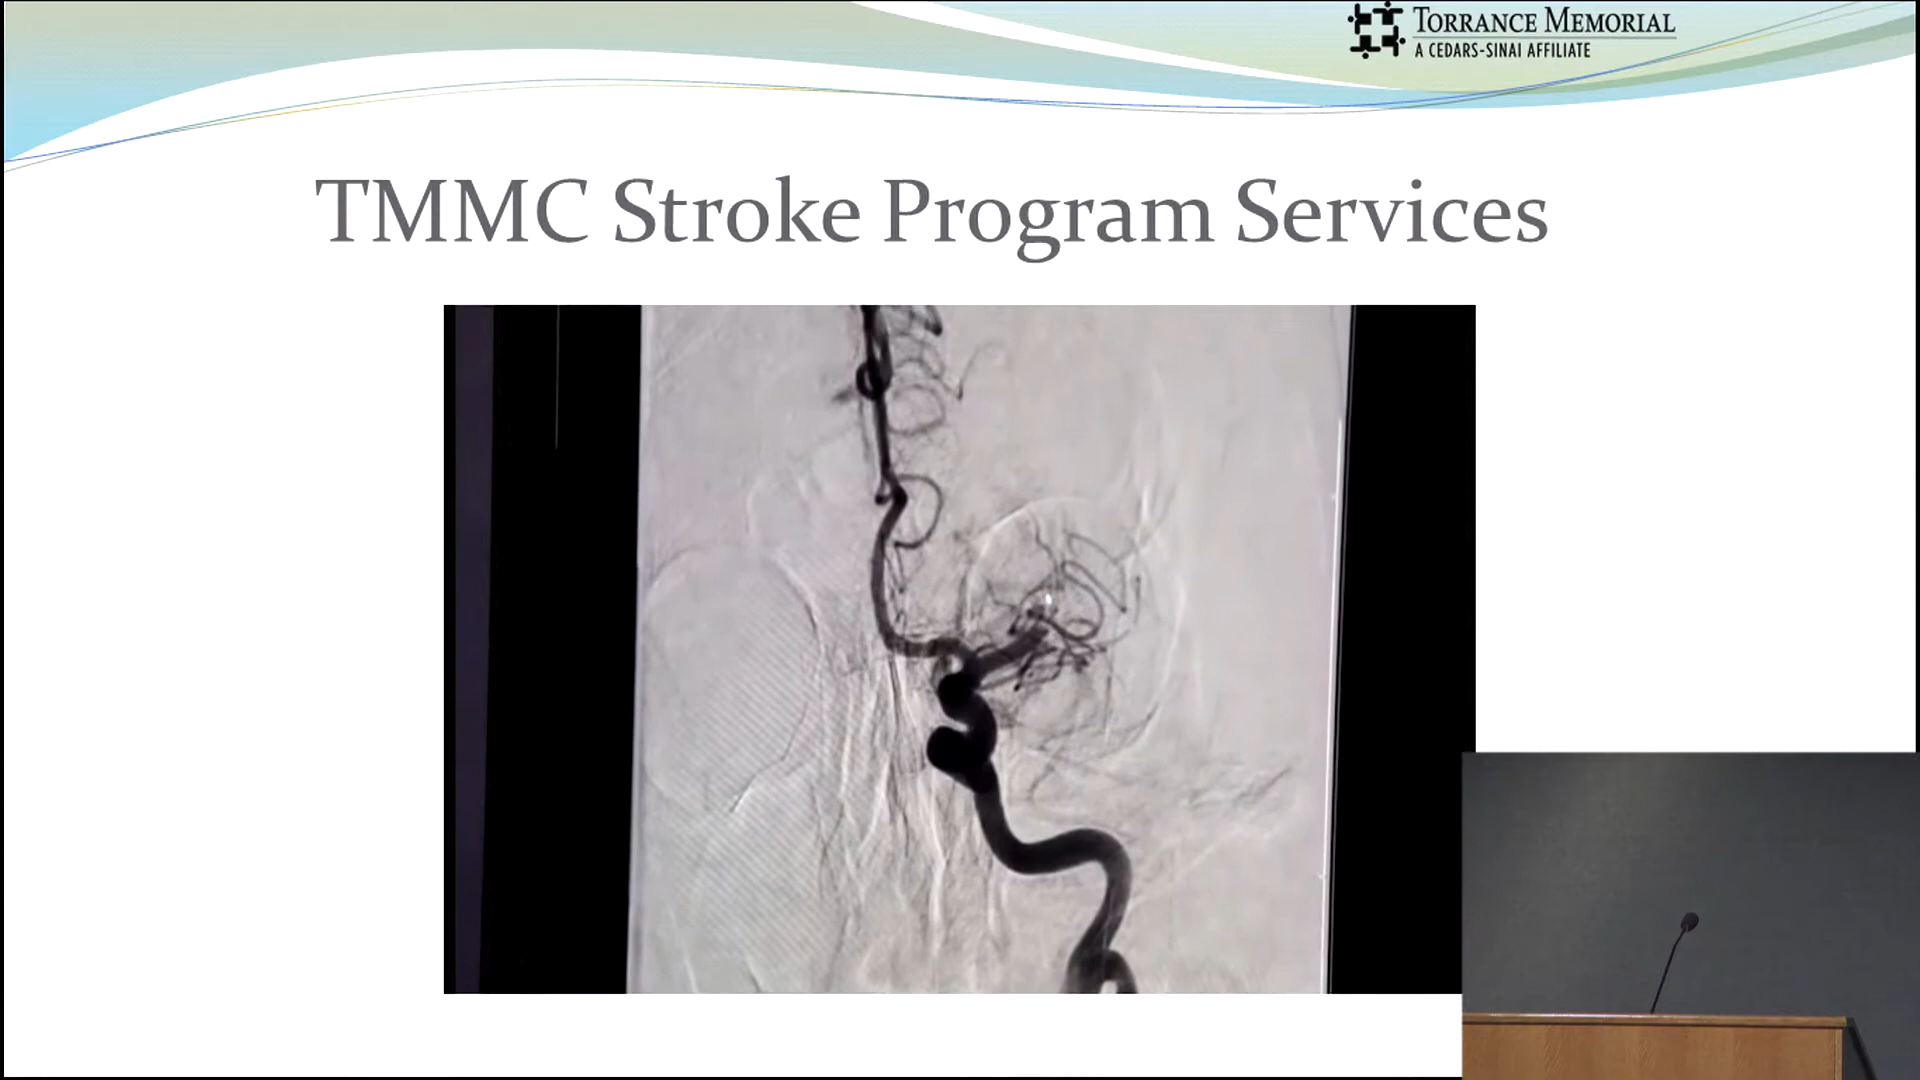 TORRANCE MEMORIAL
A CEDARS-SINAI AFFILIATE
TMMC Stroke Program Services